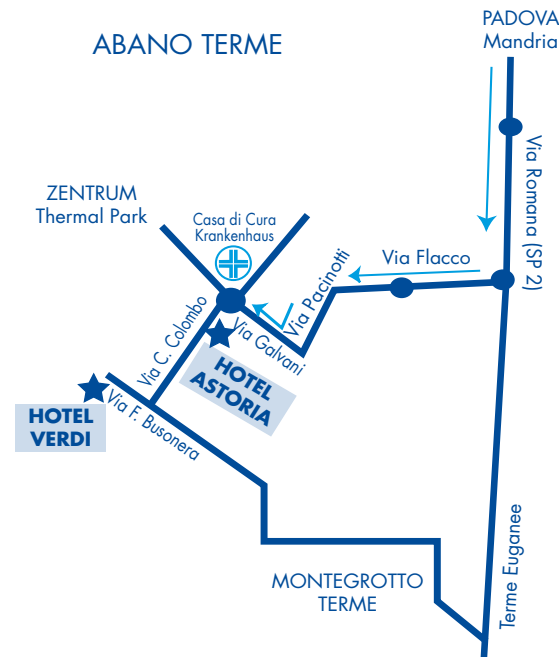 PADOVA
Mandria
ABANO TERME
Via Romana (SP 2)
ZENTRUM
Thermal Park
Casa di Cura
Krankenhaus
Via Flacco
Via Pacinotti
Via Galvani
Via C. Colombo
HOTEL
ASTORIA
HOTEL
VERDI
Via F. Busonera
MONTEGROTTO
TERME
Terme Euganee